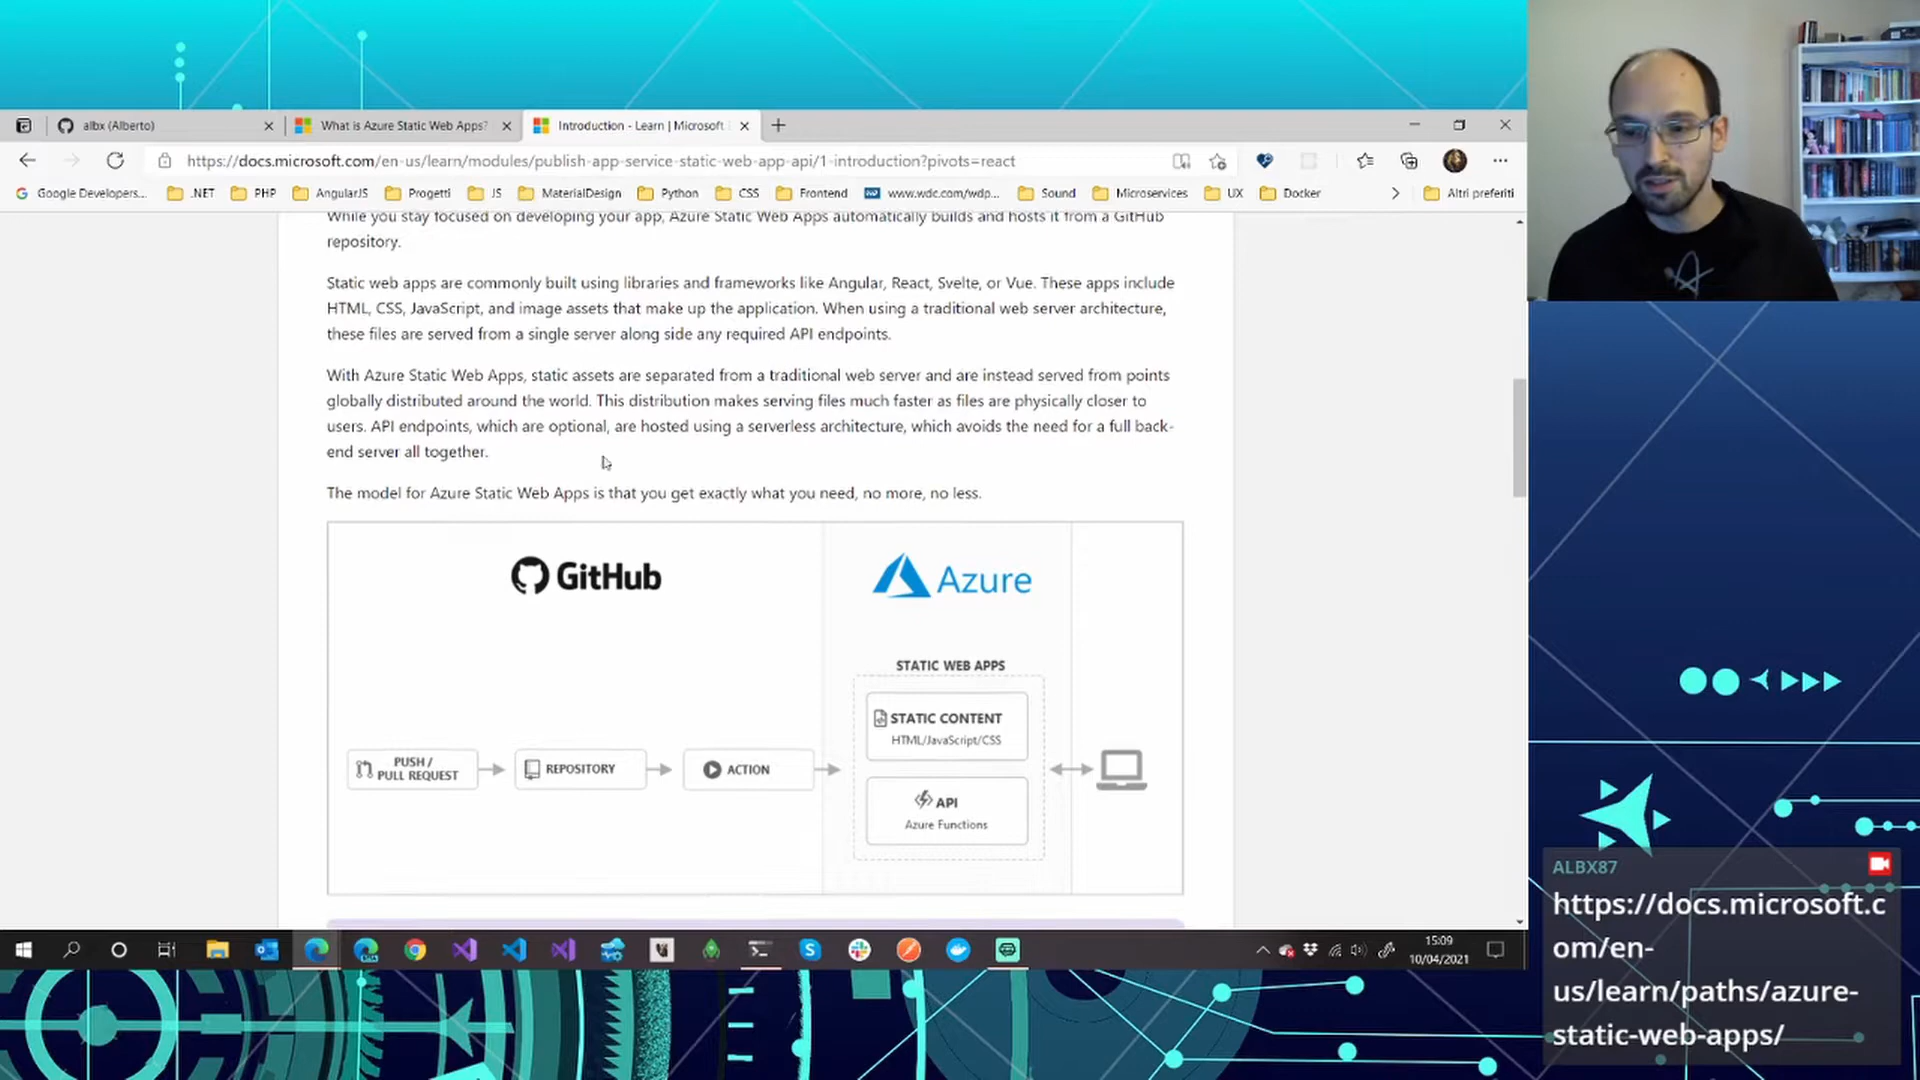 albx (Alberto)
What is Azure Static Web Apps?
Introduction - Learn | Microsoft
https://docs.microsoft.com/en-us/learn/modules/publish-app-service-static-web-app-api/1-introduction?pivots=react
Google Developers...
.NET
PHP
AngularJS
Progetti
JS
MaterialDesign
Python
CSS
Frontend
www.wdc.com/wdp...
Sound
Microservices
UX
Docker
Altri preferiti
While you stay focused on developing your app, Azure Static Web Apps automatically builds and hosts it from a GitHub
repository.
Static web apps are commonly built using libraries and frameworks like Angular, React, Svelte, or Vue. These apps include
HTML, CSS, JavaScript, and image assets that make up the application. When using a traditional web server architecture,
these files are served from a single server along side any required API endpoints.
With Azure Static Web Apps, static assets are separated from a traditional web server and are instead served from points
globally distributed around the world. This distribution makes serving files much faster as files are physically closer to
users. API endpoints, which are optional, are hosted using a serverless architecture, which avoids the need for a full back-
end server all together.
The model for Azure Static Web Apps is that you get exactly what you need, no more, no less.
GitHub
Azure
STATIC WEB APPS
STATIC CONTENT
HTML/JavaScript/CSS
PUSH /
PULL REQUEST
REPOSITORY
ACTION
API
Azure Functions
15:09
10/04/2021
ALBX87
https://docs.microsoft.c
om/en-
us/learn/paths/azure-
static-web-apps/